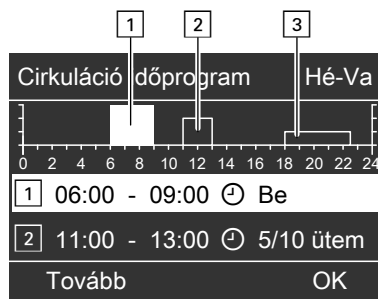 1 2 3
Cirkuláció időprogram Hé-Va
0 2 4 6 8 10 12 14 16 18 20 22 24
1 06:00 - 09:00 Be
2 11:00 - 13:00 5/10 ütem
Tovább OK